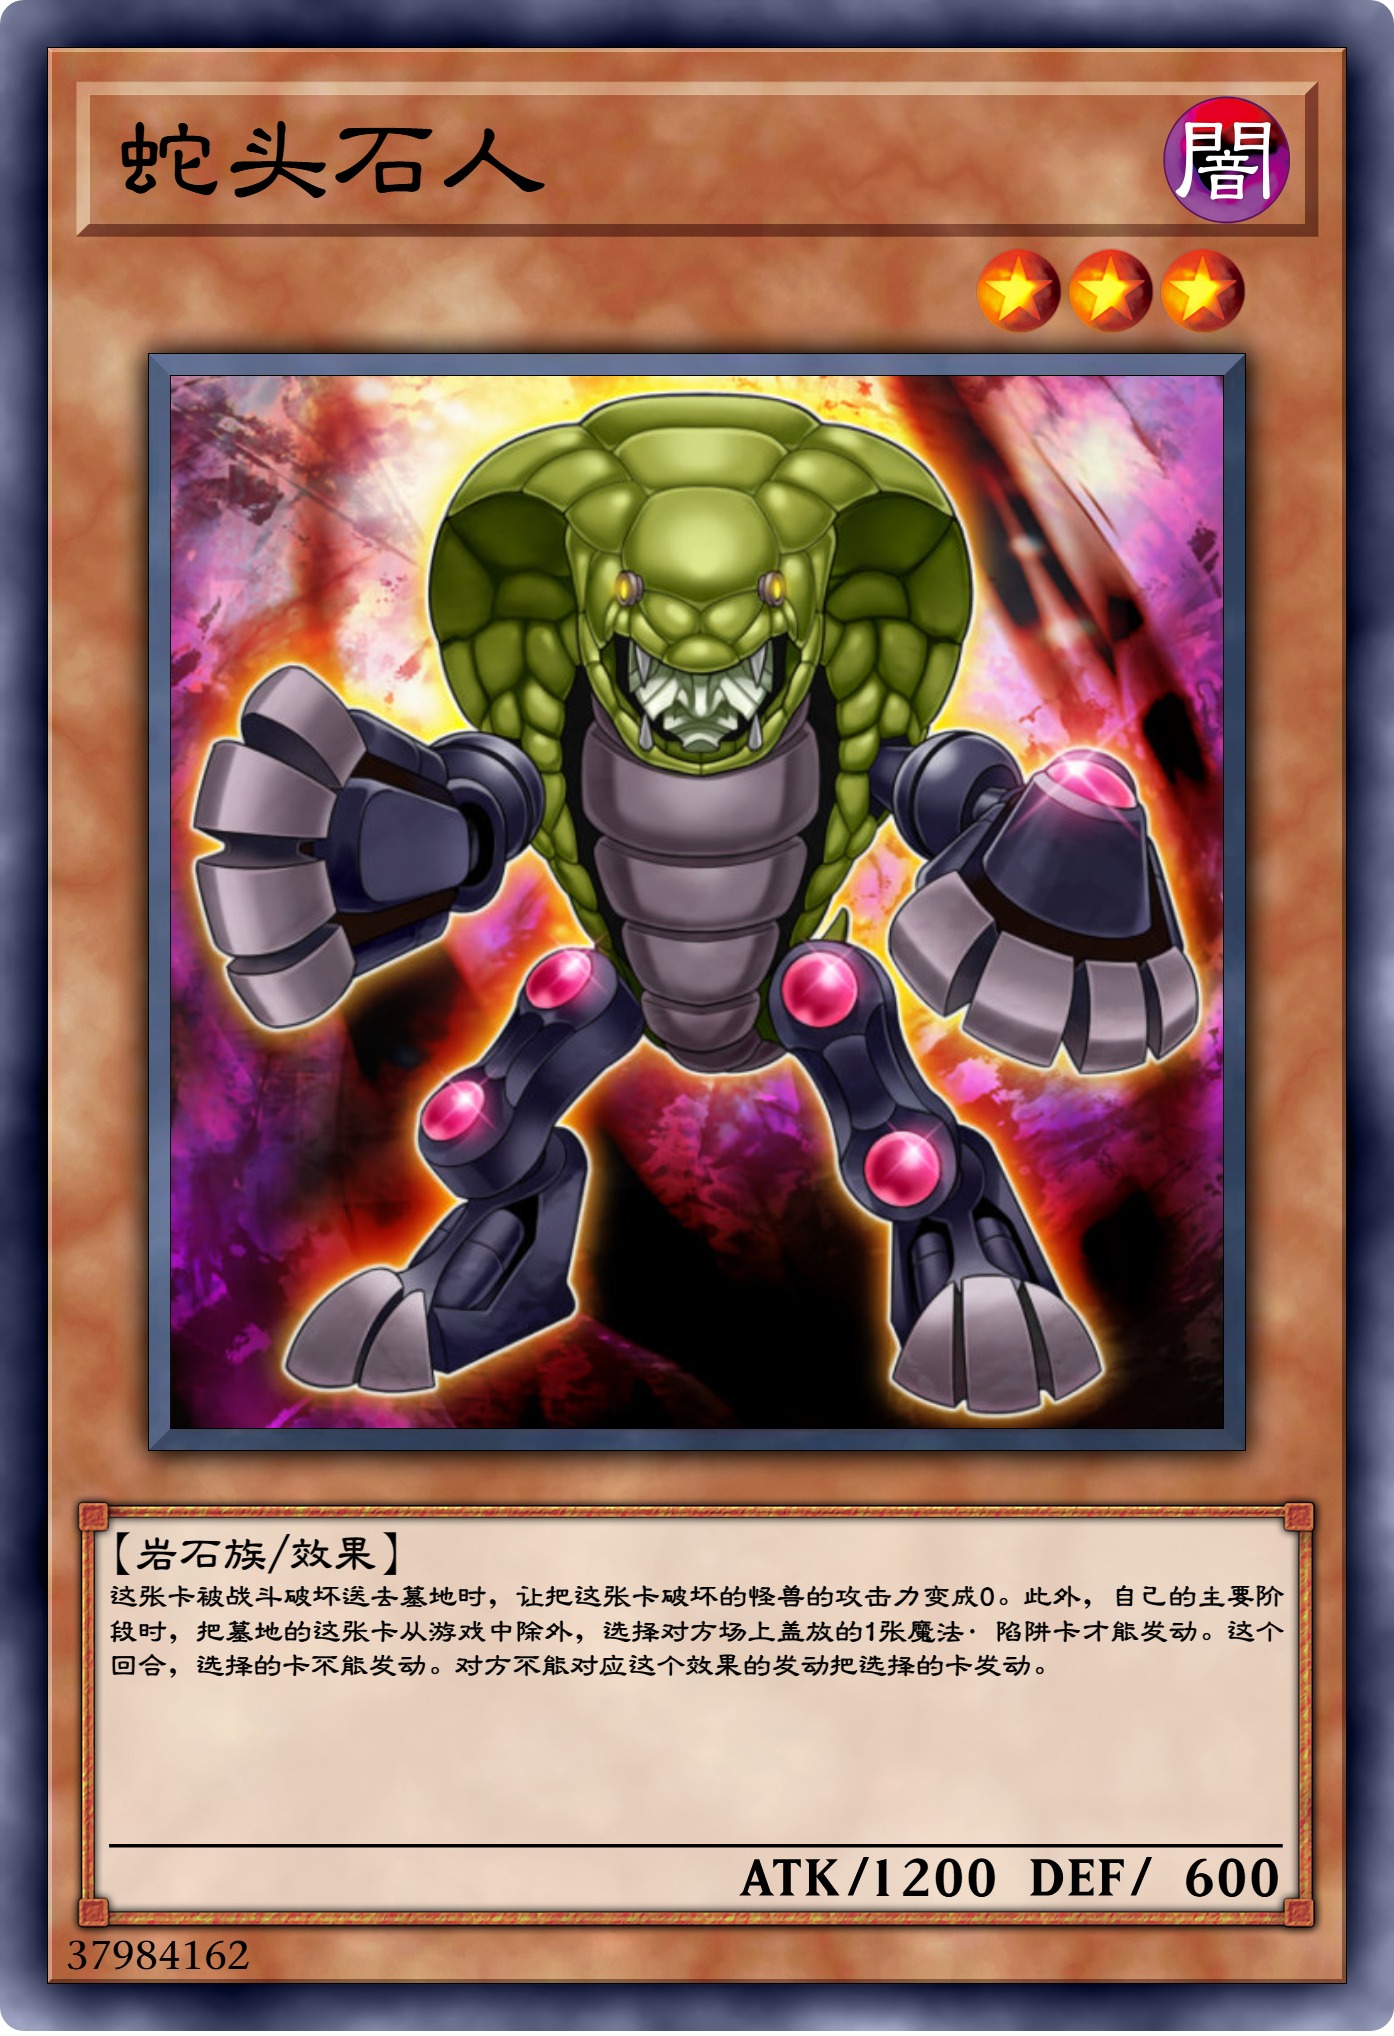 蛇头石人
闇
【岩石族/效果】
这张卡被战斗破坏送去墓地时，让把这张卡破坏的怪兽的攻击力变成0。此外，自己的主要阶
段时，把墓地的这张卡从游戏中除外，选择对方场上盖放的1张魔法·陷阱卡才能发动。这个
回合，选择的卡不能发动。对方不能对应这个效果的发动把选择的卡发动。
ATK/1200 DEF/ 600
37984162